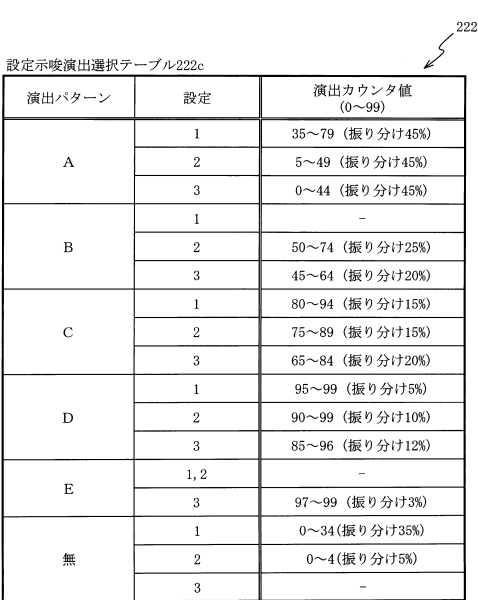 222
設定示唆演出選択テーブル222c
演出パターン 設定 演出カウンタ値
(0～99)
A 1 35～79 (振り分け45%)
2 5～49 (振り分け45%)
3 0～44 (振り分け45%)
B 1 －
2 50～74 (振り分け25%)
3 45～64 (振り分け20%)
C 1 80～94 (振り分け15%)
2 75～89 (振り分け15%)
3 65～84 (振り分け20%)
D 1 95～99 (振り分け5%)
2 90～99 (振り分け10%)
3 85～96 (振り分け12%)
E 1,2 －
3 97～99 (振り分け3%)
無 1 0～34(振り分け35%)
2 0～4(振り分け5%)
3 －